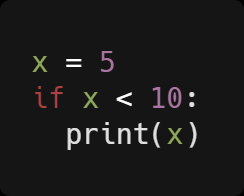 x = 5
if x < 10:
  print(x)